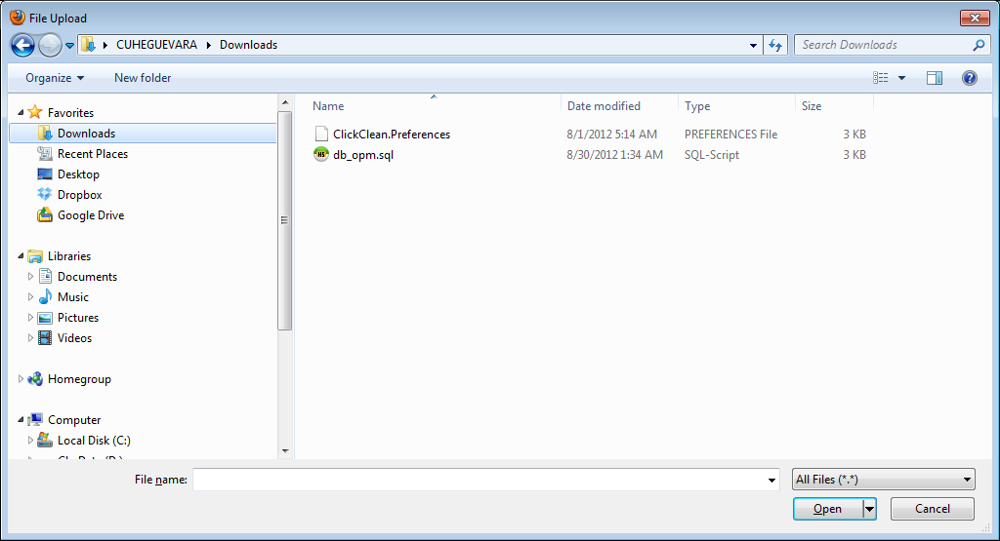 File Upload
CUHEGUEVARA Downloads
Search Downloads
Organize New folder
Favorites
Downloads
Recent Places
Desktop
Dropbox
Google Drive
Libraries
Documents
Music
Pictures
Videos
Homegroup
Computer
Local Disk (C:)
Name Date modified Type Size
ClickClean.Preferences 8/1/2012 5:14 AM PREFERENCES File 3 KB
db_opm.sql 8/30/2012 1:34 AM SQL-Script 3 KB
File name:
All Files (*.*)
Open Cancel